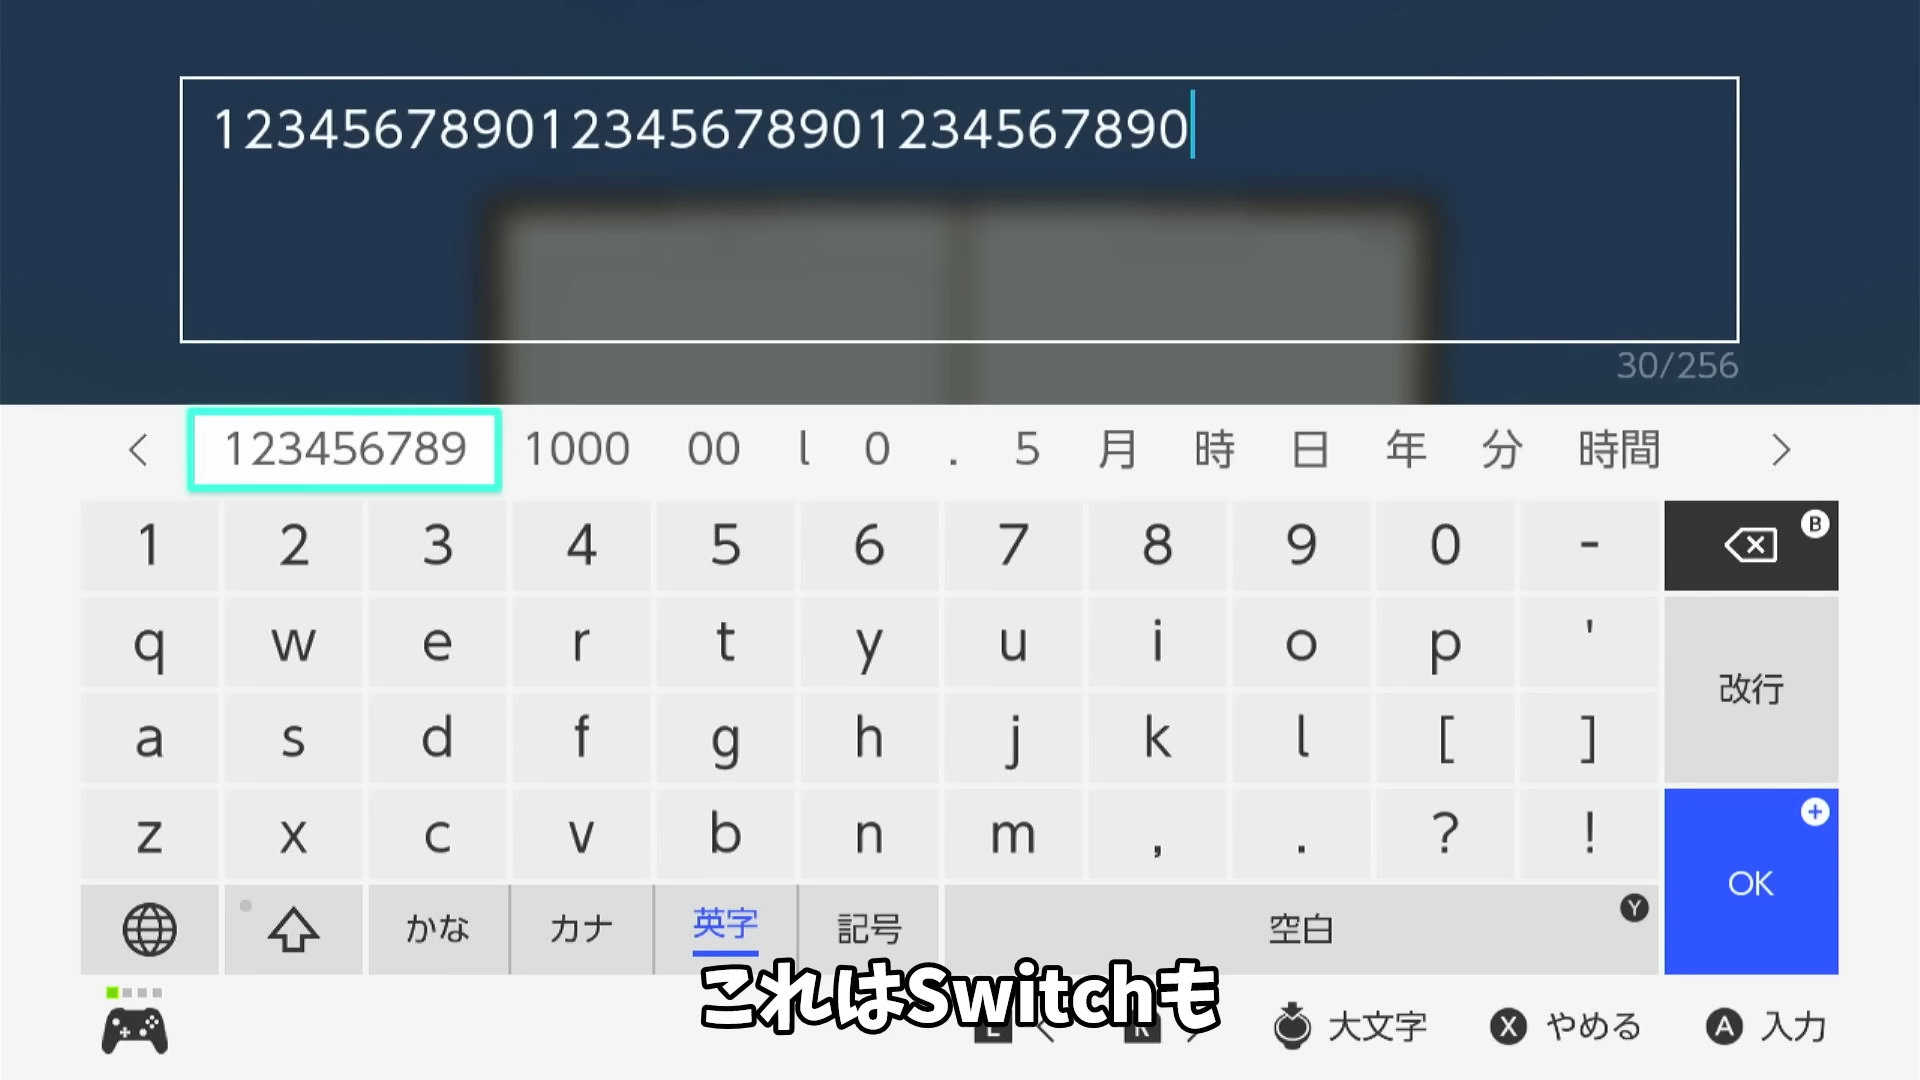 123456789012345678901234567890
30/256
< 123456789 1000 00 l 0 . 5 月 時 日 年 分 時間 >
1 2 3 4 5 6 7 8 9 0 - B
q w e r t y u i o p '
改行
a s d f g h j k l [ ]
z x c v b n m , . ? ! +
OK
かな カナ 英字 記号 空白 Y
これはSwitchも
L < R > 大文字 X やめる A 入力